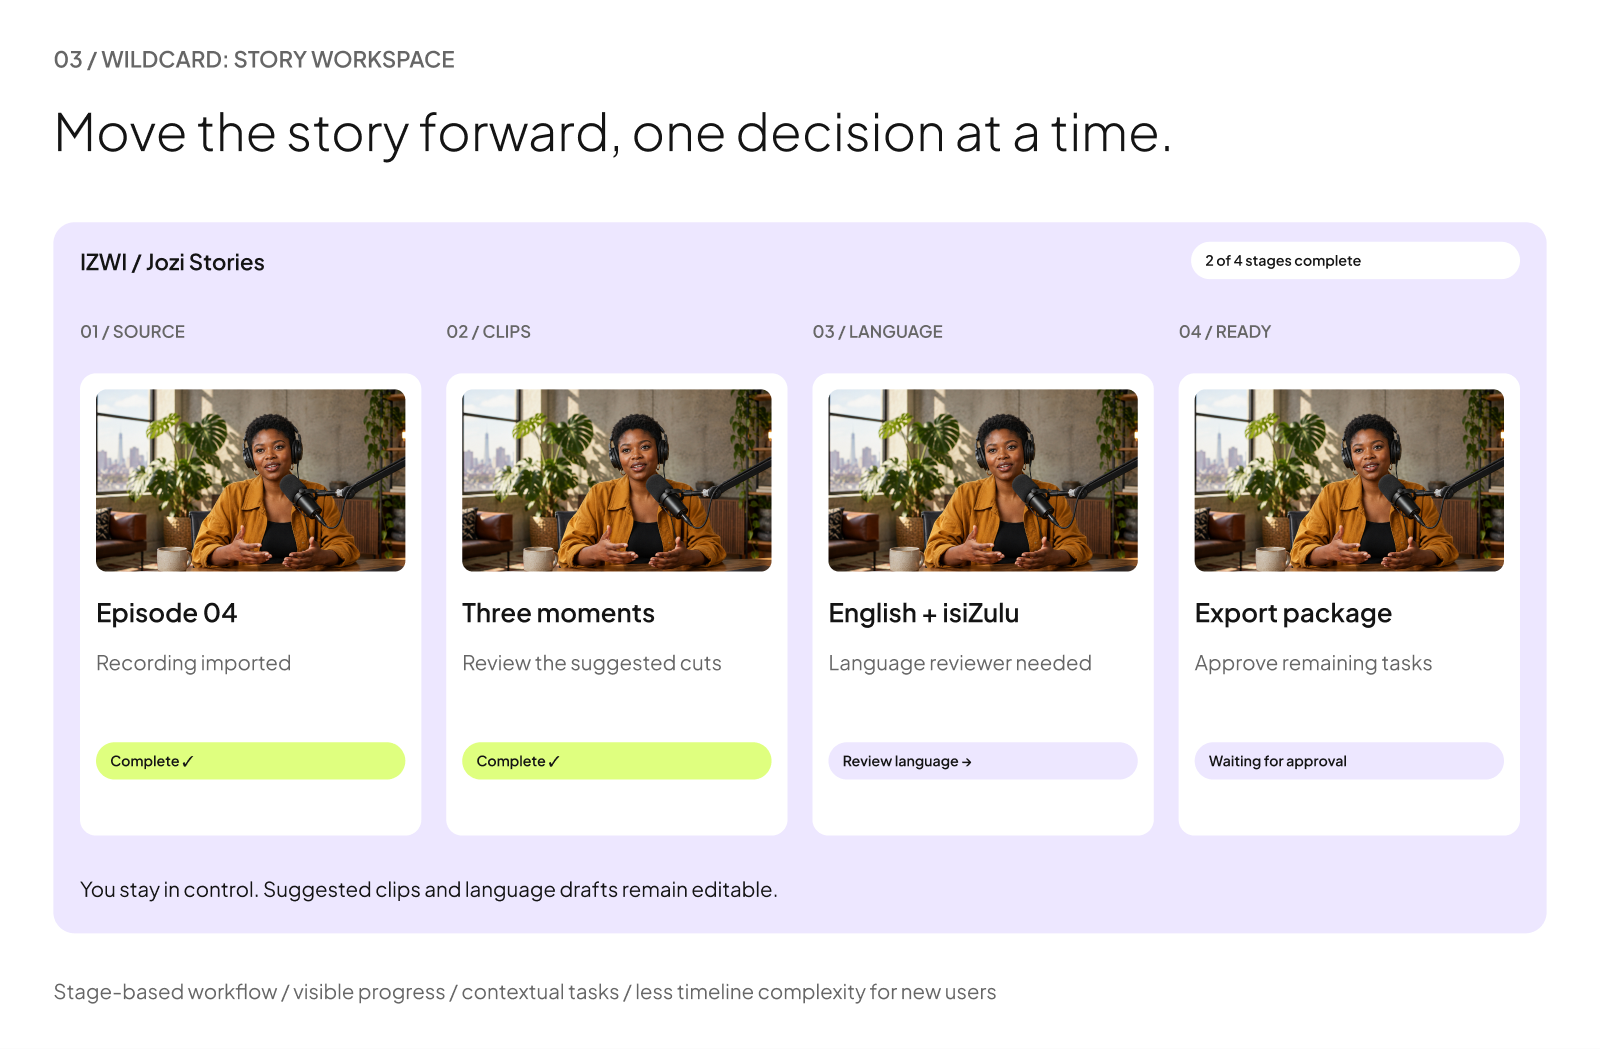 03 / WILDCARD: STORY WORKSPACE
Move the story forward, one decision at a time.
IZWI / Jozi Stories
2 of 4 stages complete
01 / SOURCE
02 / CLIPS
03 / LANGUAGE
04 / READY
Episode 04
Recording imported
Complete ✓
Three moments
Review the suggested cuts
Complete ✓
English + isiZulu
Language reviewer needed
Review language →
Export package
Approve remaining tasks
Waiting for approval
You stay in control. Suggested clips and language drafts remain editable.
Stage-based workflow / visible progress / contextual tasks / less timeline complexity for new users